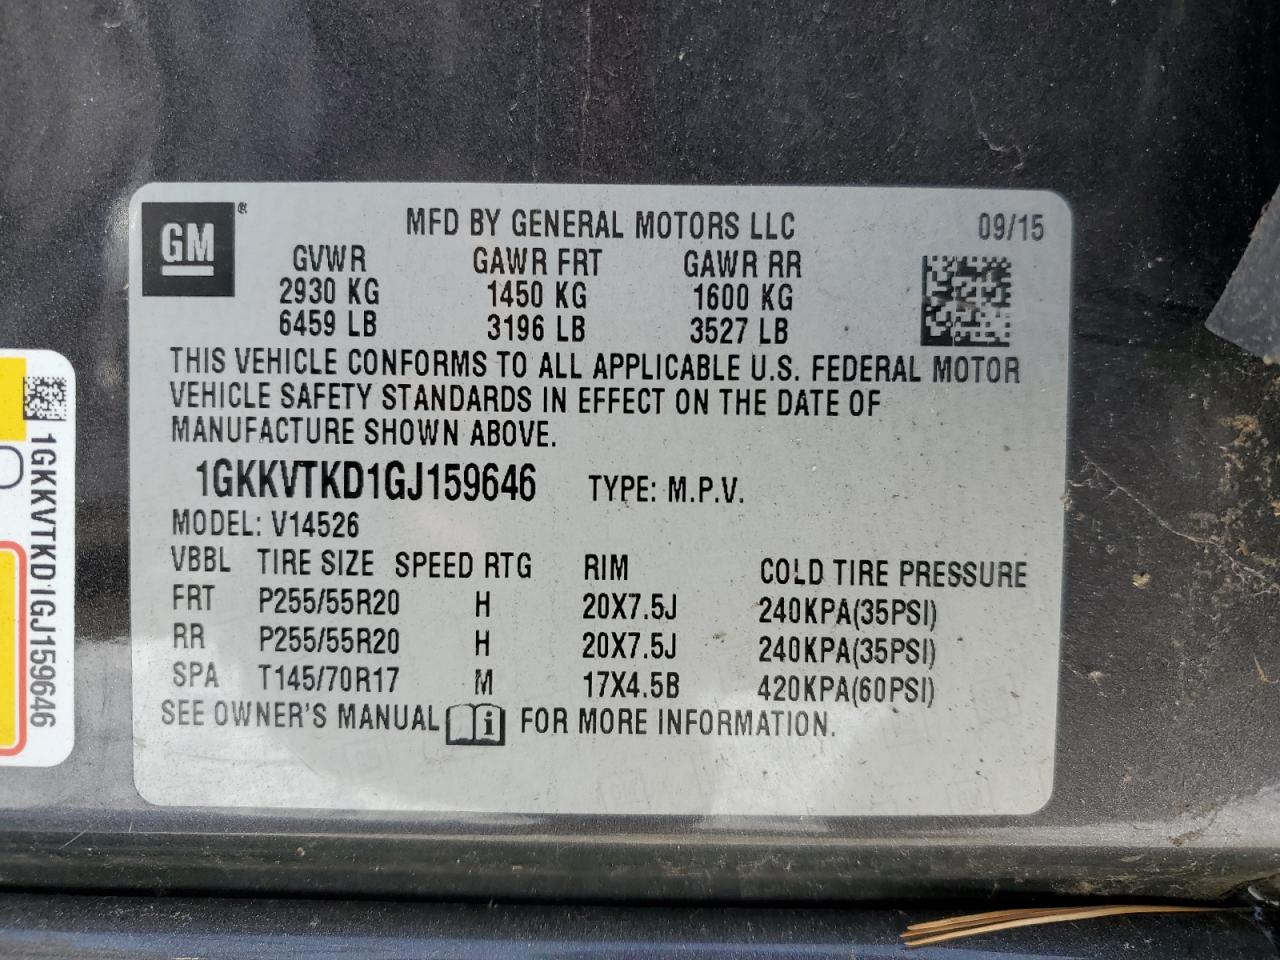 GM®
MFD BY GENERAL MOTORS LLC 09/15
GVWR GAWR FRT GAWR RR
2930 KG 1450 KG 1600 KG
6459 LB 3196 LB 3527 LB
THIS VEHICLE CONFORMS TO ALL APPLICABLE U.S. FEDERAL MOTOR
VEHICLE SAFETY STANDARDS IN EFFECT ON THE DATE OF
MANUFACTURE SHOWN ABOVE.
1GKKVTKD1GJ159646 TYPE: M.P.V.
MODEL: V14526
VBBL TIRE SIZE SPEED RTG RIM COLD TIRE PRESSURE
FRT P255/55R20 H 20X7.5J 240KPA(35PSI)
RR P255/55R20 H 20X7.5J 240KPA(35PSI)
SPA T145/70R17 M 17X4.5B 420KPA(60PSI)
SEE OWNER'S MANUAL i FOR MORE INFORMATION.
1GKKVTKD1GJ159646